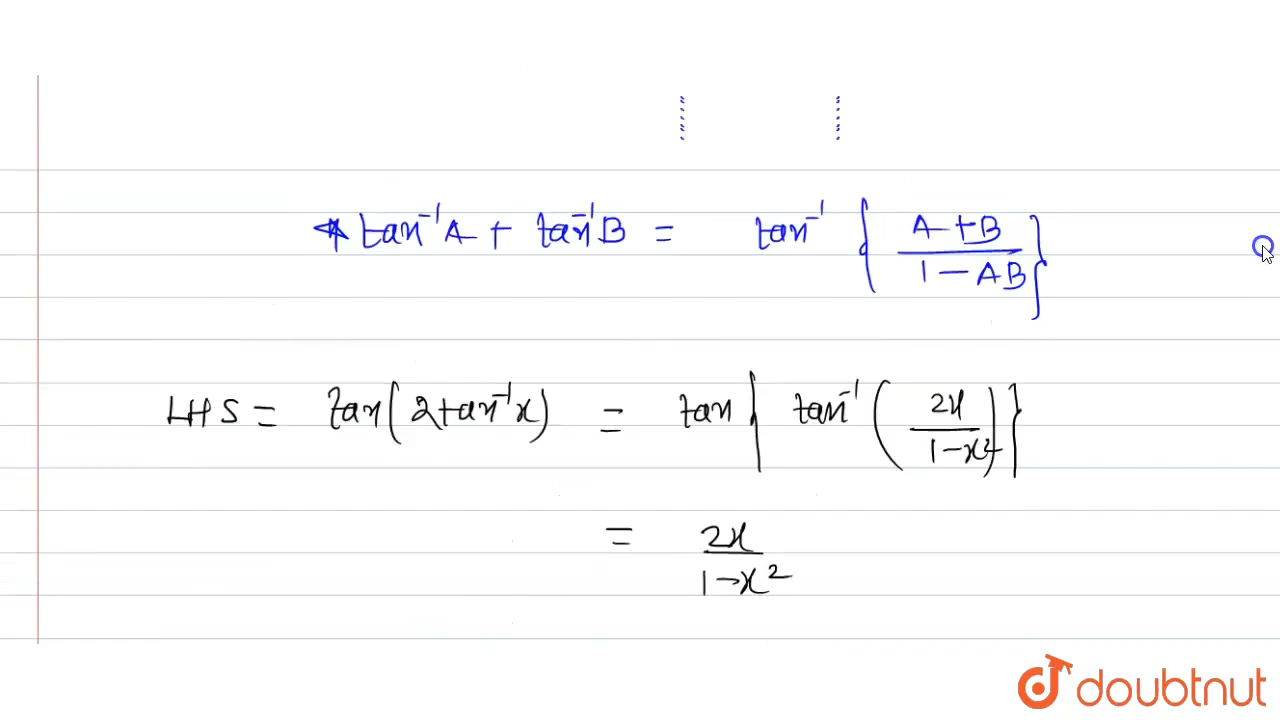 * tan⁻¹A + tan⁻¹B = tan⁻¹ { A+B / 1-AB }
LHS = tan( 2tan⁻¹x) = tan { tan⁻¹ ( 2x / 1-x² ) }
= 2x / 1-x²
doubtnut